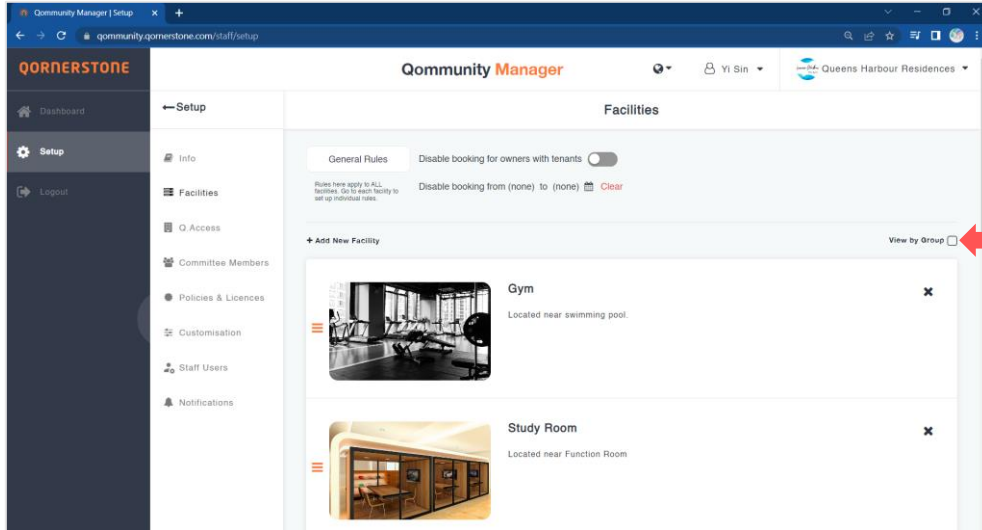 Qommunity Manager | Setup
qommunity.qornerstone.com/staff/setup
QORNERSTONE
Qommunity Manager
Yi Sin
Queens Harbour Residences
Dashboard
Setup
Logout
Setup
Info
Facilities
Q.Access
Committee Members
Policies & Licences
Customisation
Staff Users
Notifications
Facilities
General Rules
Disable booking for owners with tenants
Rules here apply to ALL
facilities. Go to each facility to
set up individual rules.
Disable booking from (none) to (none) Clear
+ Add New Facility
View by Group
Gym
Located near swimming pool.
Study Room
Located near Function Room